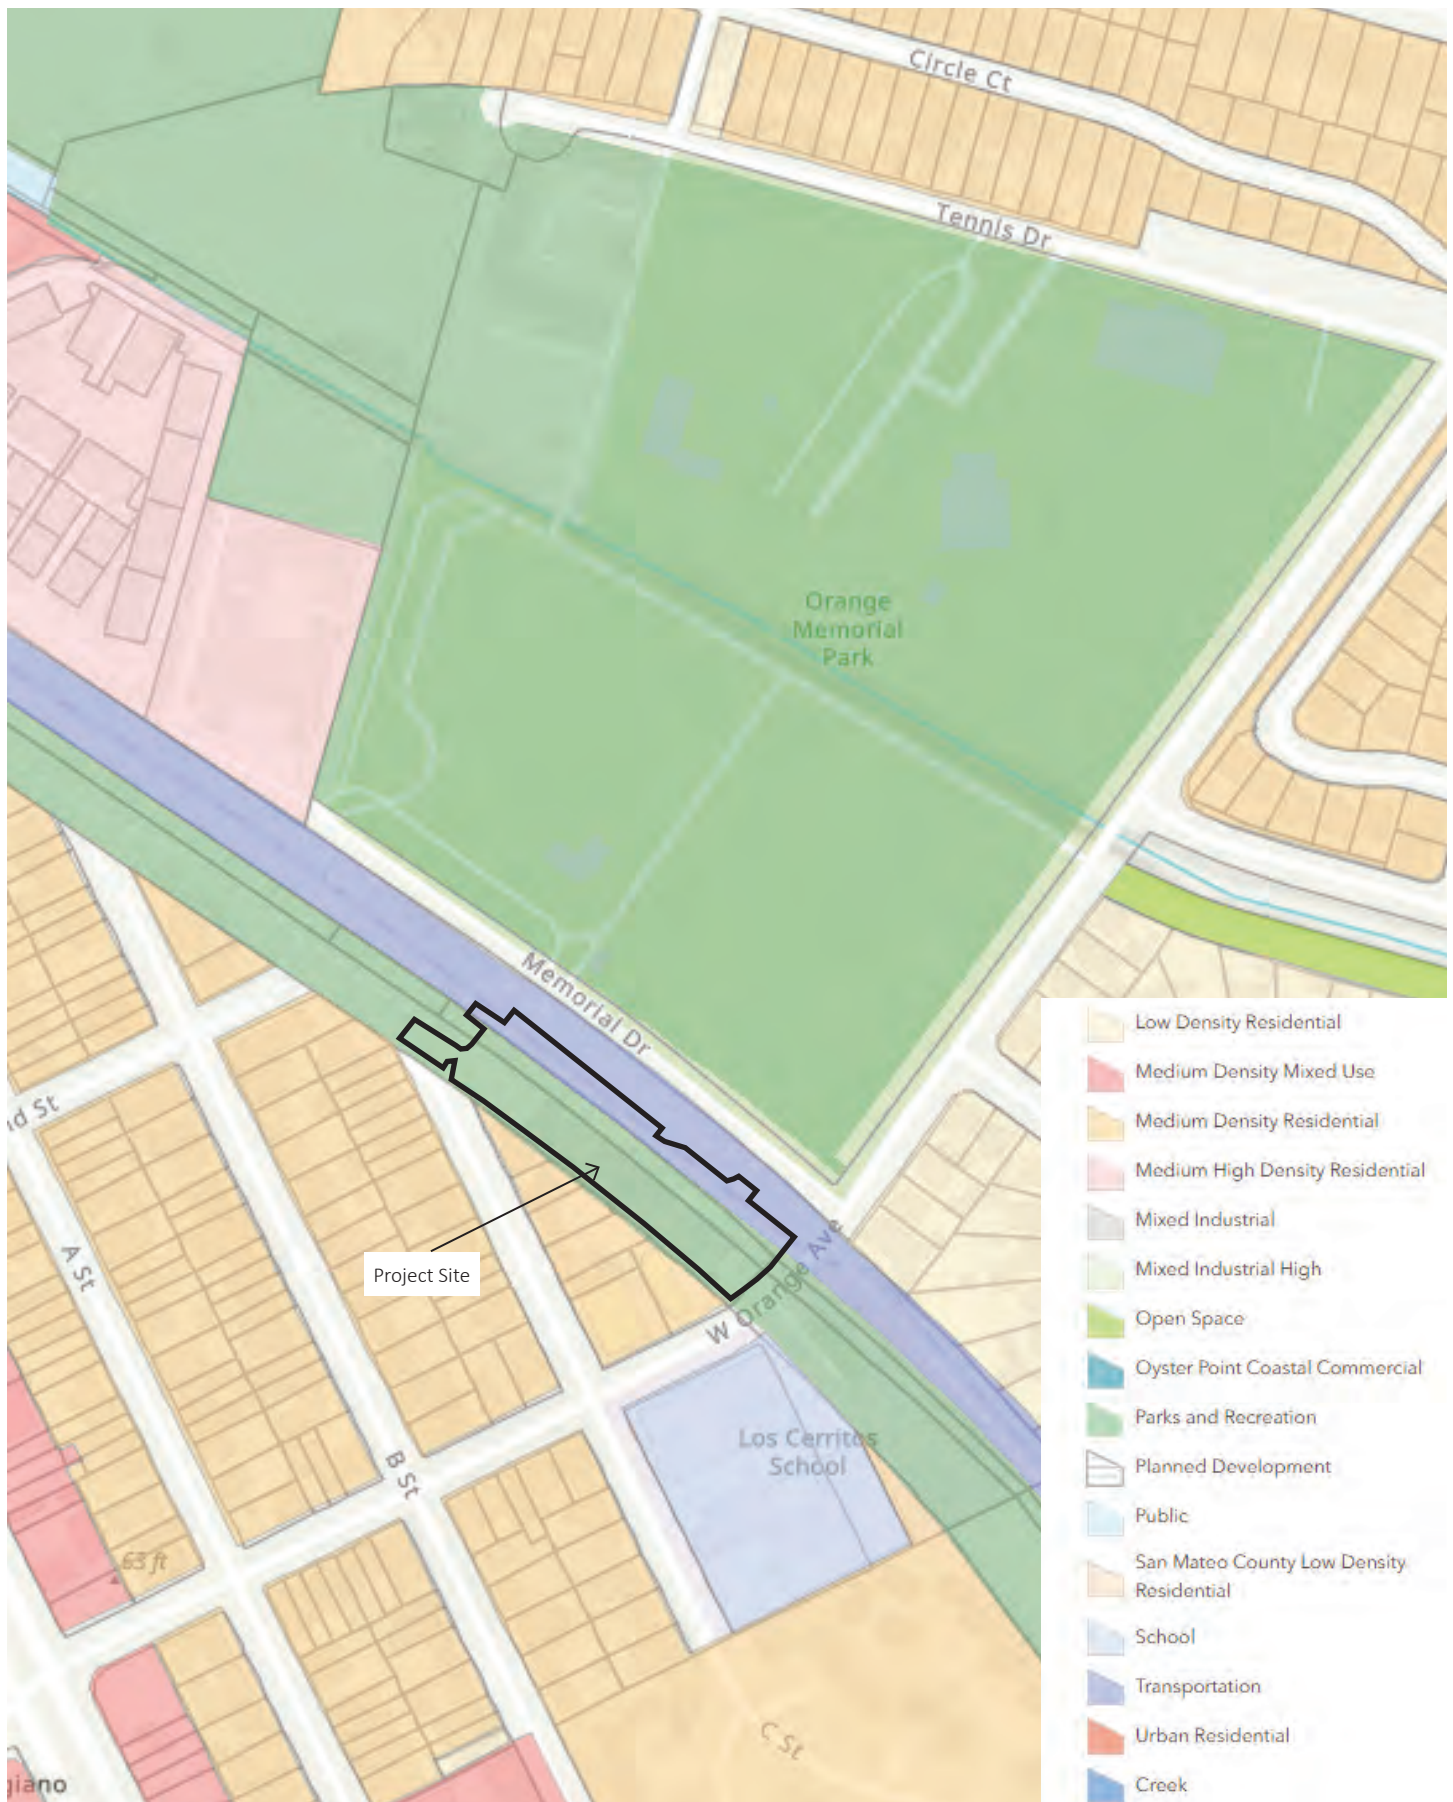 Circle Ct
Tennis Dr
Orange
Memorial
Park
Memorial Dr
Project Site
W Orange Ave
A St
B St
Los Cerritos
School
63 ft
C St
Low Density Residential
Medium Density Mixed Use
Medium Density Residential
Medium High Density Residential
Mixed Industrial
Mixed Industrial High
Open Space
Oyster Point Coastal Commercial
Parks and Recreation
Planned Development
Public
San Mateo County Low Density
Residential
School
Transportation
Urban Residential
Creek